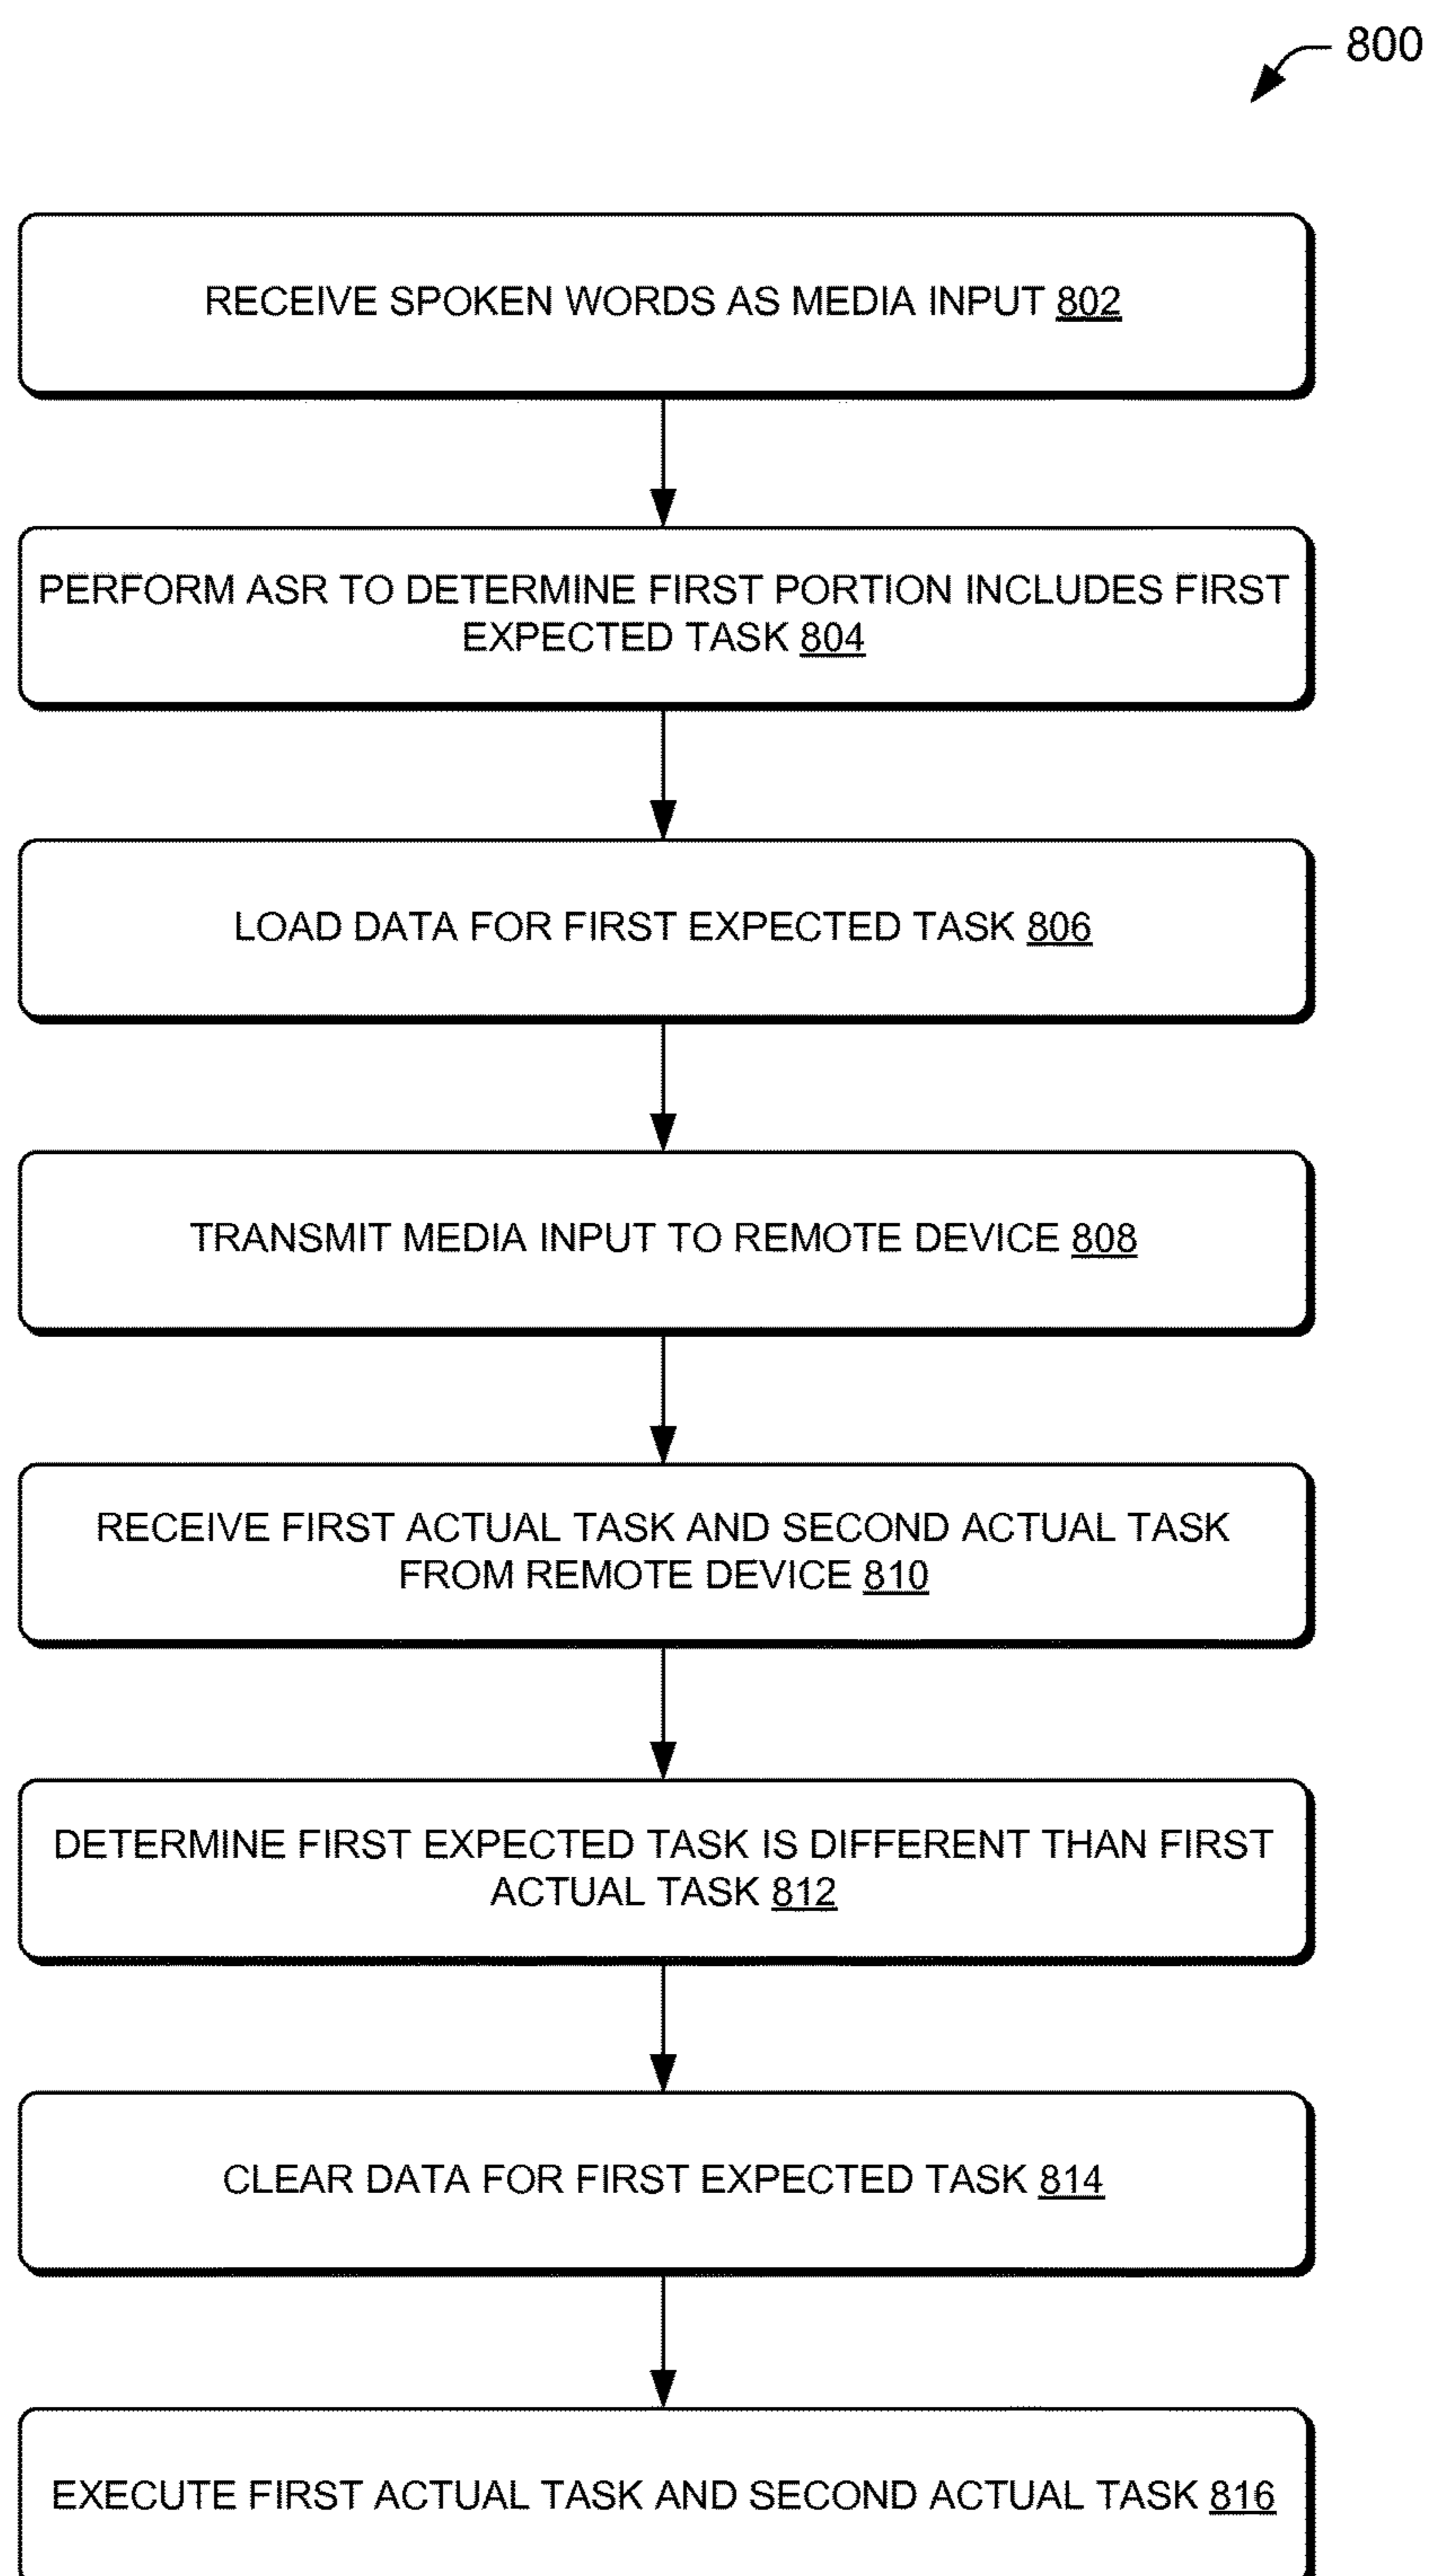 800
RECEIVE SPOKEN WORDS AS MEDIA INPUT 802
PERFORM ASR TO DETERMINE FIRST PORTION INCLUDES FIRST
EXPECTED TASK 804
LOAD DATA FOR FIRST EXPECTED TASK 806
TRANSMIT MEDIA INPUT TO REMOTE DEVICE 808
RECEIVE FIRST ACTUAL TASK AND SECOND ACTUAL TASK
FROM REMOTE DEVICE 810
DETERMINE FIRST EXPECTED TASK IS DIFFERENT THAN FIRST
ACTUAL TASK 812
CLEAR DATA FOR FIRST EXPECTED TASK 814
EXECUTE FIRST ACTUAL TASK AND SECOND ACTUAL TASK 816